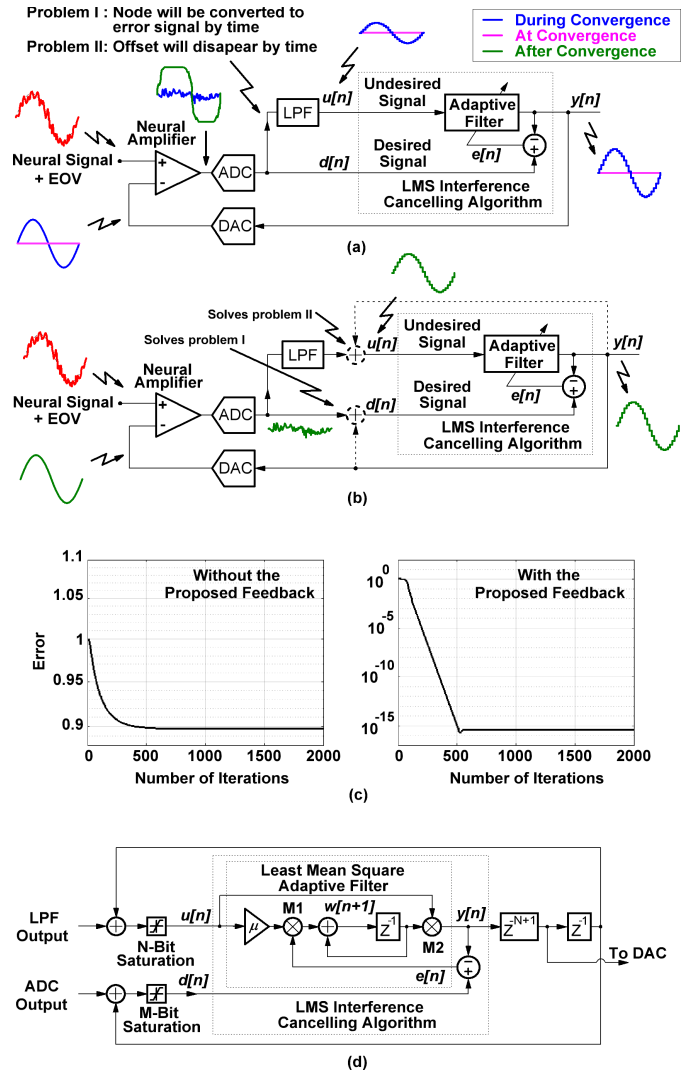 Problem I : Node will be converted to
error signal by time
Problem II: Offset will disapear by time
During Convergence
At Convergence
After Convergence
u[n]
Undesired
Signal
LPF
Adaptive
Filter
y[n]
Neural
Amplifier
Neural Signal
+ EOV
+
-
ADC
d[n]
Desired
Signal
e[n]
−
+
LMS Interference
Cancelling Algorithm
DAC
(a)
Solves problem II
Solves problem I
u[n]
Undesired
Signal
LPF
Adaptive
Filter
y[n]
Neural
Amplifier
Neural Signal
+ EOV
+
-
ADC
d[n]
Desired
Signal
e[n]
−
+
LMS Interference
Cancelling Algorithm
DAC
(b)
1.1
1.05
1
0.95
0.9
Error
Without the
Proposed Feedback
0 500 1000 1500 2000
Number of Iterations
10^0
10^-5
10^-10
10^-15
With the
Proposed Feedback
0 500 1000 1500 2000
Number of Iterations
(c)
Least Mean Square
Adaptive Filter
LPF
Output
u[n]
N-Bit
Saturation
μ
M1
w[n+1]
z^-1
M2
y[n]
z^-N+1
z^-1
To DAC
e[n]
−
+
ADC
Output
d[n]
M-Bit
Saturation
LMS Interference
Cancelling Algorithm
(d)